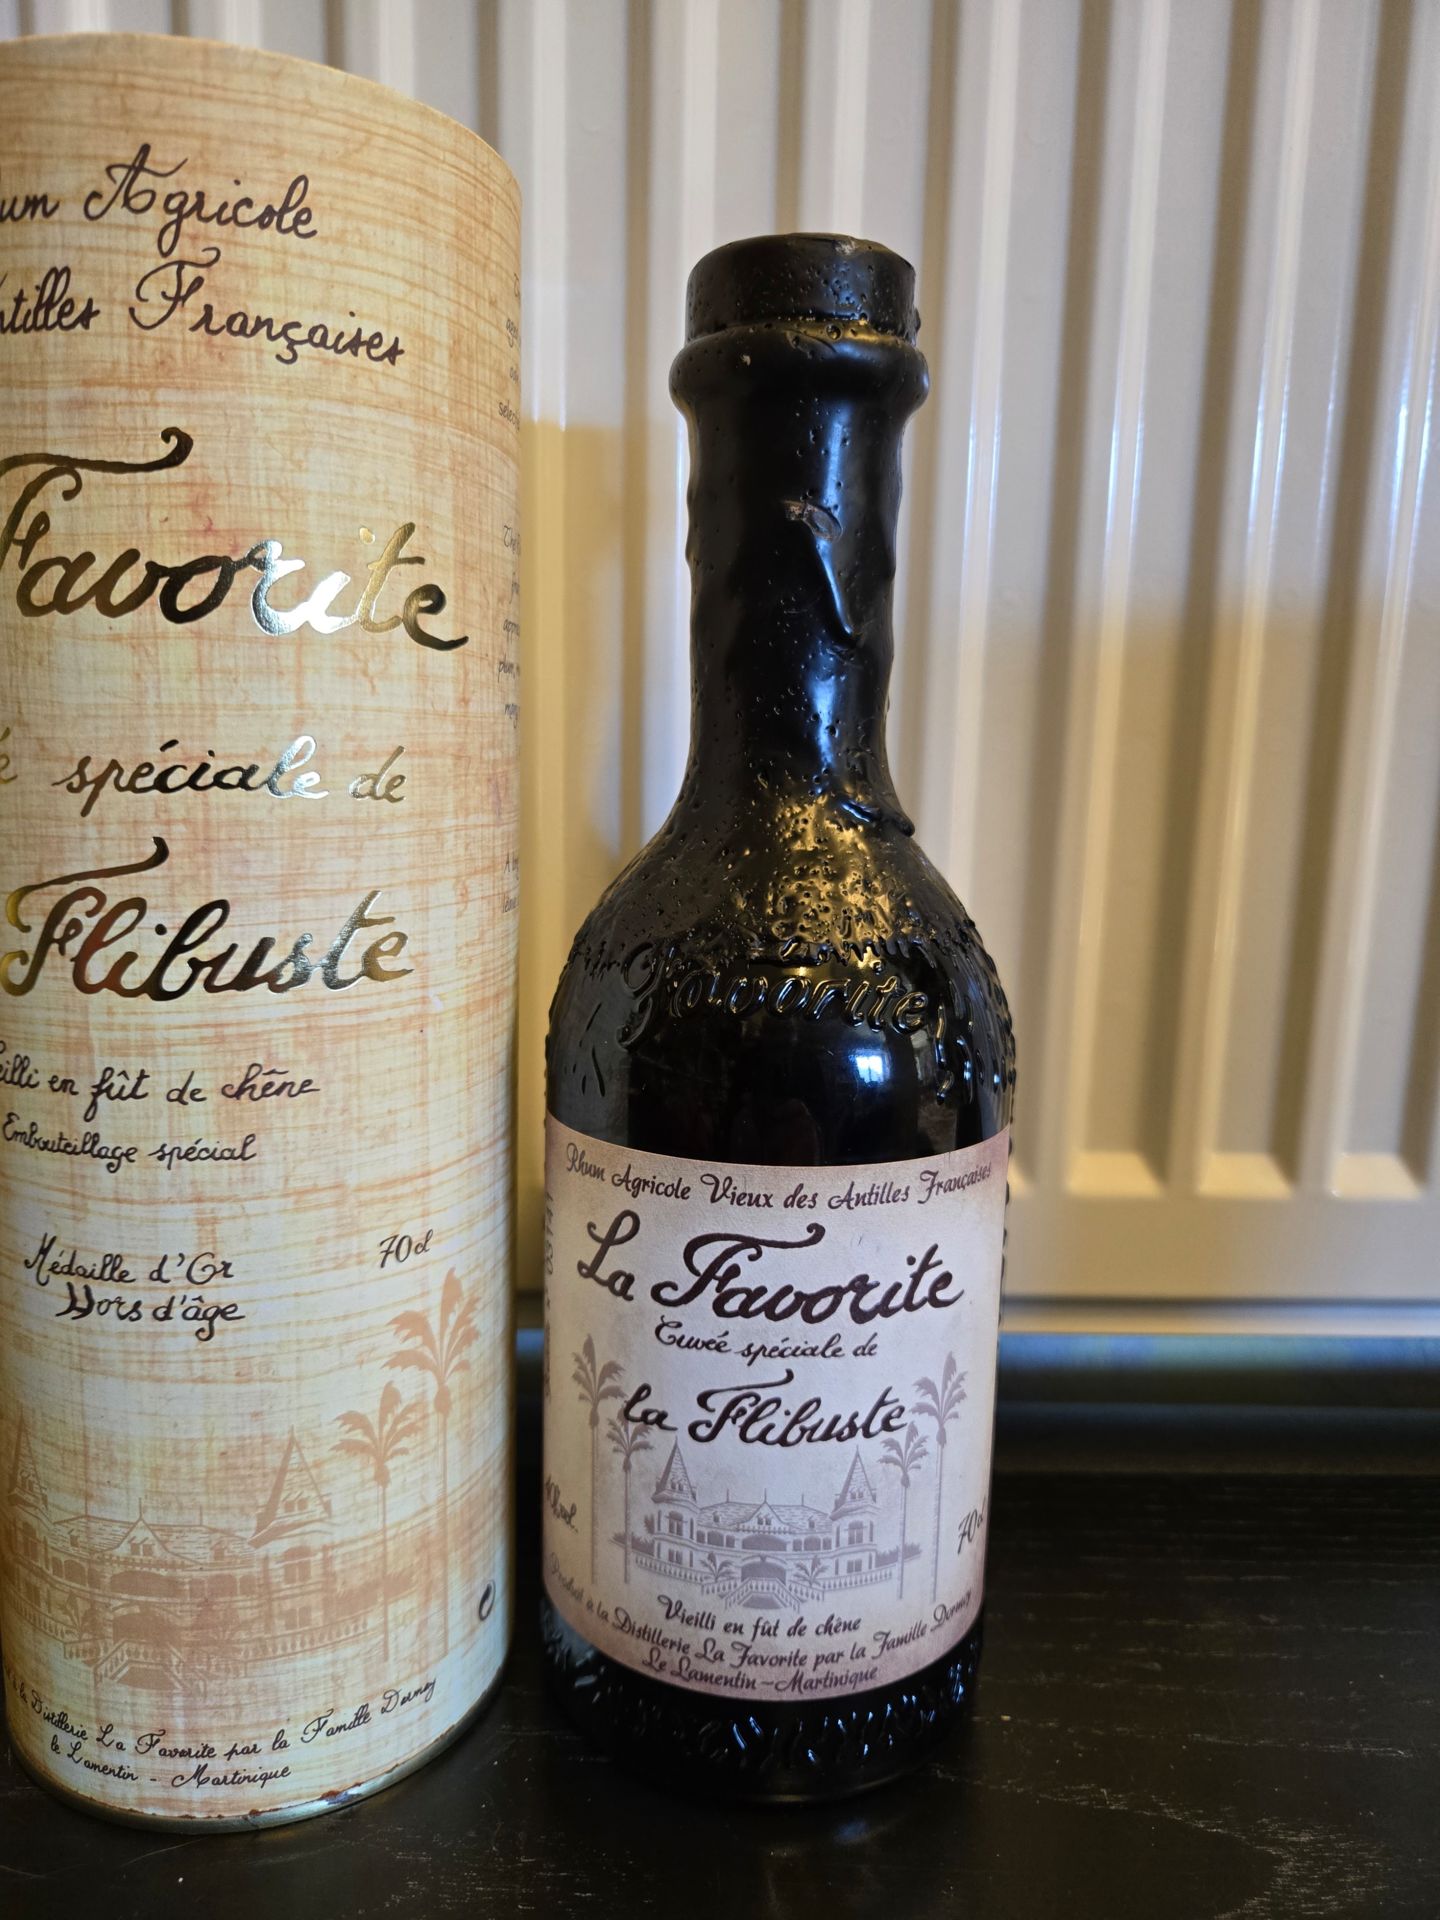 Agricole
Françaises
Favorite
spéciale de
Flibuste
en fût de chêne
Embouteillage spécial
Médaille d'Or
70cl
Hors d'âge
la Distillerie La Favorite par la Famille Dormoy
le Lamentin - Martinique
Favorite
Rhum Agricole Vieux des Antilles Françaises
La Favorite
Cuvée spéciale de
la Flibuste
70cl
Vieilli en fût de chêne
Produit à la Distillerie La Favorite par la Famille Dormoy
Le Lamentin - Martinique